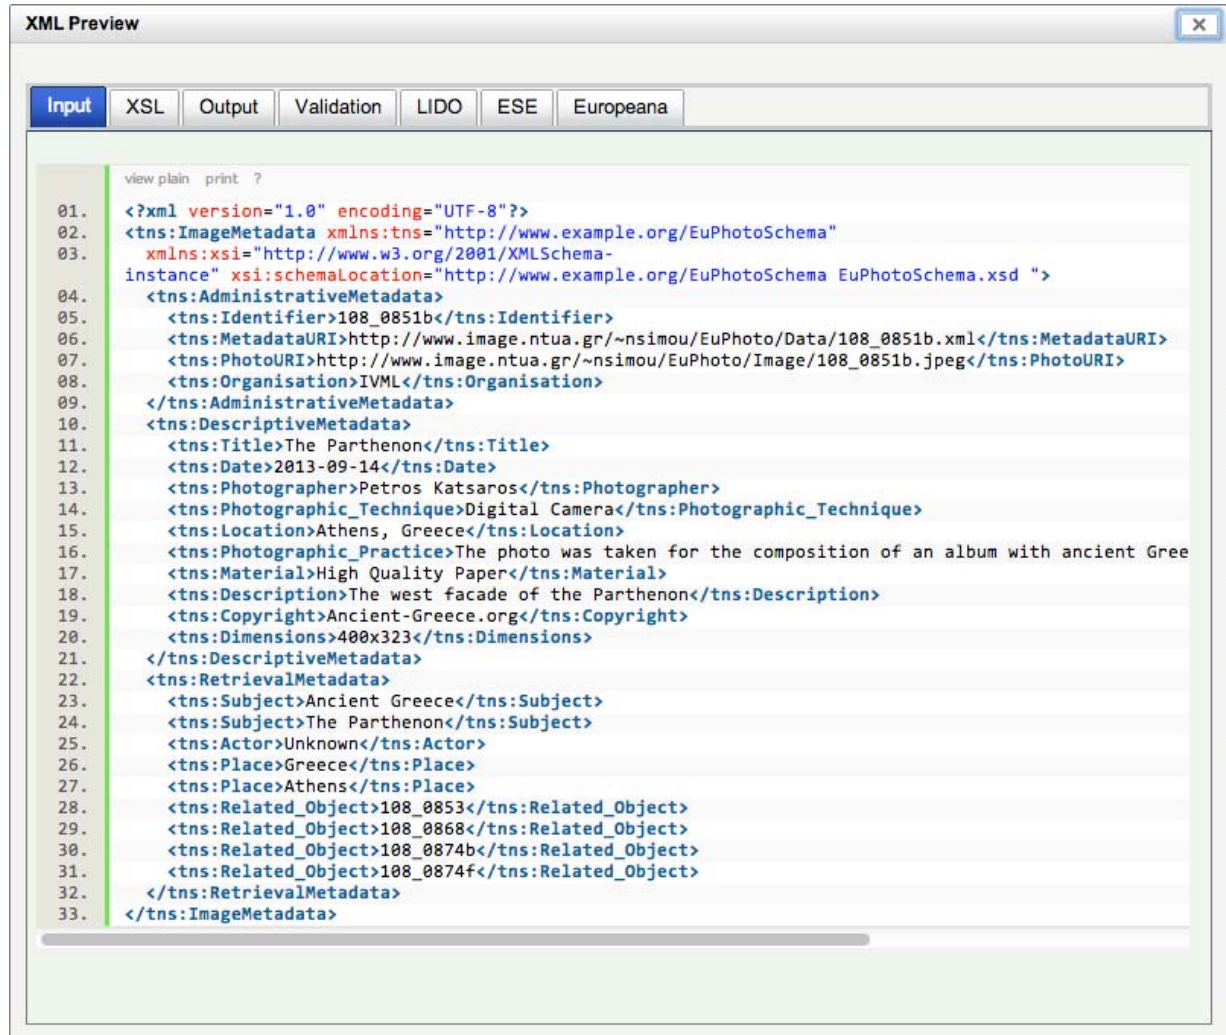 XML Preview
Input XSL Output Validation LIDO ESE Europeana
view plain print ?
01. <?xml version="1.0" encoding="UTF-8"?>
02. <tns:ImageMetadata xmlns:tns="http://www.example.org/EuPhotoSchema"
03. xmlns:xsi="http://www.w3.org/2001/XMLSchema-
instance" xsi:schemaLocation="http://www.example.org/EuPhotoSchema EuPhotoSchema.xsd ">
04. <tns:AdministrativeMetadata>
05. <tns:Identifier>108_0851b</tns:Identifier>
06. <tns:MetadataURI>http://www.image.ntua.gr/~nsimou/EuPhoto/Data/108_0851b.xml</tns:MetadataURI>
07. <tns:PhotoURI>http://www.image.ntua.gr/~nsimou/EuPhoto/Image/108_0851b.jpeg</tns:PhotoURI>
08. <tns:Organisation>IVML</tns:Organisation>
09. </tns:AdministrativeMetadata>
10. <tns:DescriptiveMetadata>
11. <tns:Title>The Parthenon</tns:Title>
12. <tns:Date>2013-09-14</tns:Date>
13. <tns:Photographer>Petros Katsaros</tns:Photographer>
14. <tns:Photographic_Technique>Digital Camera</tns:Photographic_Technique>
15. <tns:Location>Athens, Greece</tns:Location>
16. <tns:Photographic_Practice>The photo was taken for the composition of an album with ancient Gree
17. <tns:Material>High Quality Paper</tns:Material>
18. <tns:Description>The west facade of the Parthenon</tns:Description>
19. <tns:Copyright>Ancient-Greece.org</tns:Copyright>
20. <tns:Dimensions>400x323</tns:Dimensions>
21. </tns:DescriptiveMetadata>
22. <tns:RetrievalMetadata>
23. <tns:Subject>Ancient Greece</tns:Subject>
24. <tns:Subject>The Parthenon</tns:Subject>
25. <tns:Actor>Unknown</tns:Actor>
26. <tns:Place>Greece</tns:Place>
27. <tns:Place>Athens</tns:Place>
28. <tns:Related_Object>108_0853</tns:Related_Object>
29. <tns:Related_Object>108_0868</tns:Related_Object>
30. <tns:Related_Object>108_0874b</tns:Related_Object>
31. <tns:Related_Object>108_0874f</tns:Related_Object>
32. </tns:RetrievalMetadata>
33. </tns:ImageMetadata>